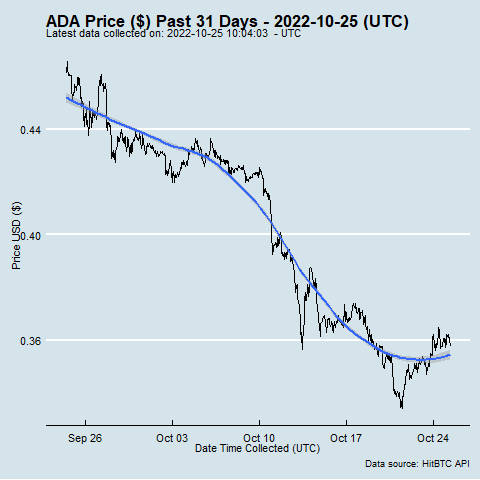 ADA Price ($) Past 31 Days - 2022-10-25 (UTC)
Latest data collected on: 2022-10-25 10:04:03  - UTC
Price USD ($)
0.44
0.40
0.36
Sep 26
Oct 03
Oct 10
Oct 17
Oct 24
Date Time Collected (UTC)
Data source: HitBTC API